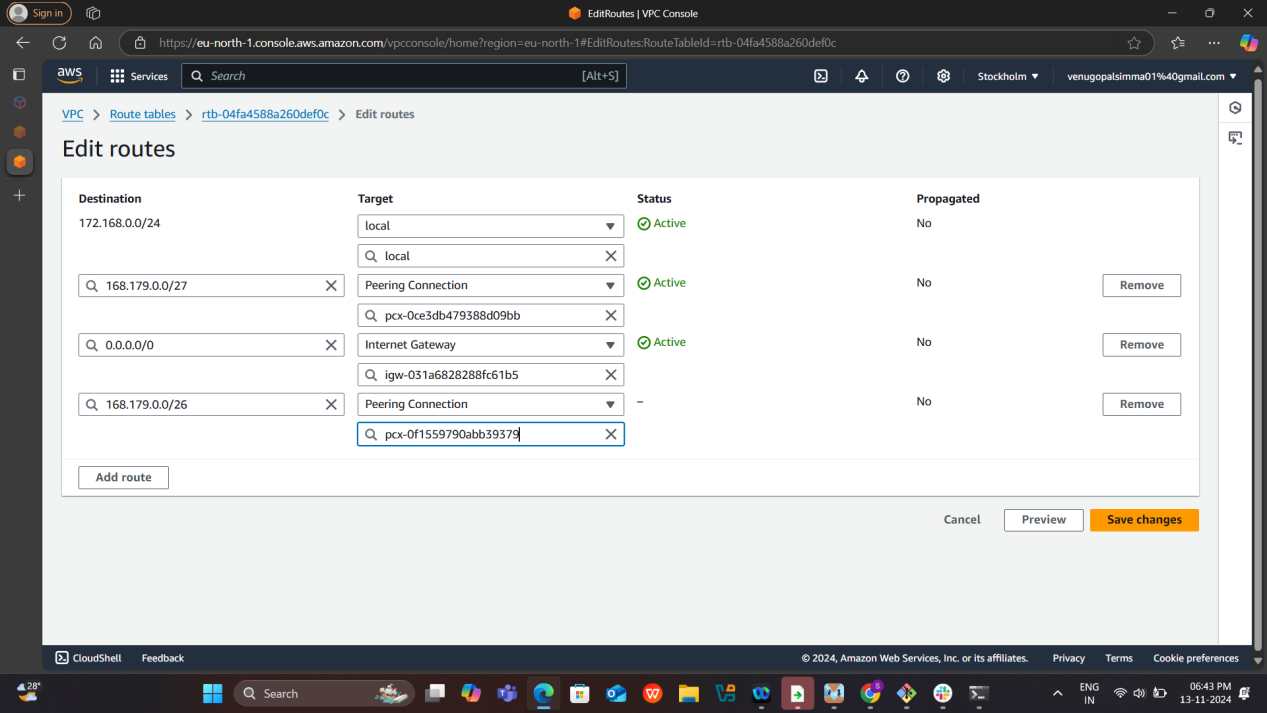 Sign in
EditRoutes | VPC Console
https://eu-north-1.console.aws.amazon.com/vpcconsole/home?region=eu-north-1#EditRoutes:RouteTableId=rtb-04fa4588a260def0c
aws Services Search [Alt+S] Stockholm venugopalsimma01%40gmail.com
VPC Route tables rtb-04fa4588a260def0c Edit routes
Edit routes
Destination Target Status Propagated
172.168.0.0/24 local Active No
local
168.179.0.0/27 Peering Connection Active No Remove
pcx-0ce3db479388d09bb
0.0.0.0/0 Internet Gateway Active No Remove
igw-031a6828288fc61b5
168.179.0.0/26 Peering Connection – No Remove
pcx-0f1559790abb39379
Add route
Cancel Preview Save changes
CloudShell Feedback © 2024, Amazon Web Services, Inc. or its affiliates. Privacy Terms Cookie preferences
28° Search ENG IN 06:43 PM 13-11-2024